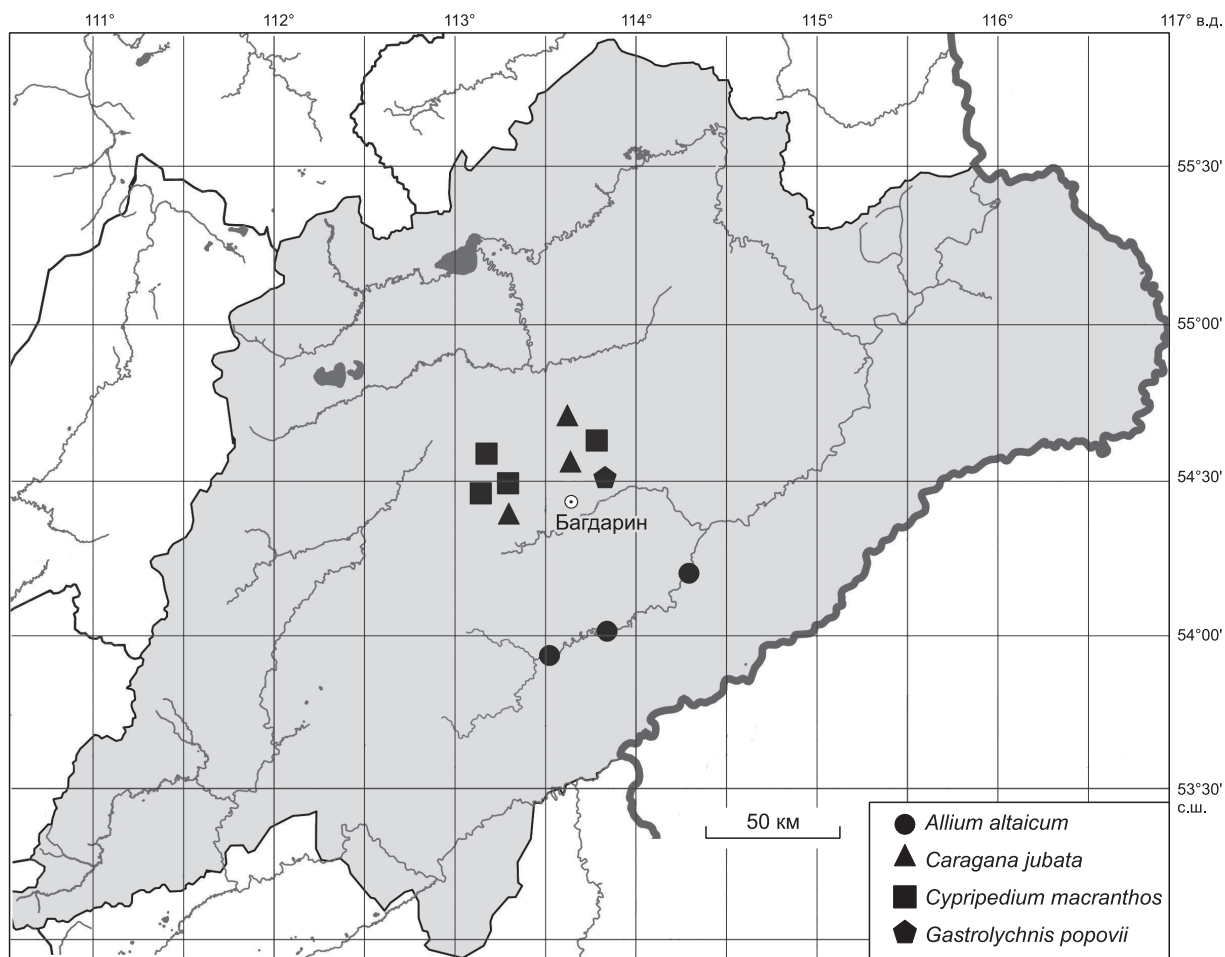 111° 112° 113° 114° 115° 116° 117° в.д.
55°30'
55°00'
54°30'
Багдарин
54°00'
53°30'
с.ш.
50 км
Allium altaicum
Caragana jubata
Cypripedium macranthos
Gastrolychnis popovii